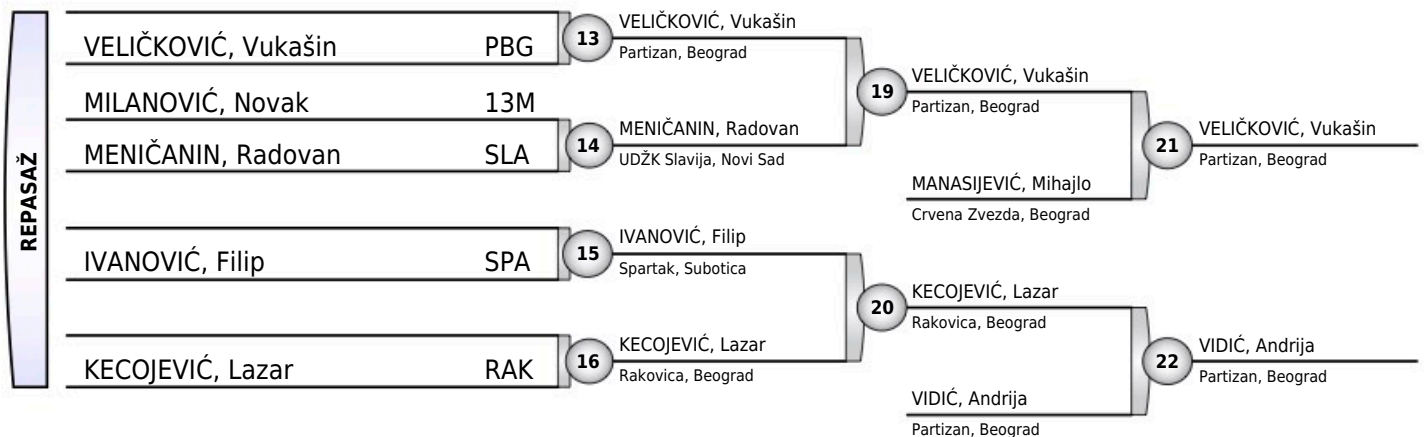 REPASAŽ
VELIČKOVIĆ, Vukašin PBG
MILANOVIĆ, Novak 13M
MENIČANIN, Radovan SLA
IVANOVIĆ, Filip SPA
KECOJEVIĆ, Lazar RAK
13
VELIČKOVIĆ, Vukašin
Partizan, Beograd
14
MENIČANIN, Radovan
UDŽK Slavija, Novi Sad
15
IVANOVIĆ, Filip
Spartak, Subotica
16
KECOJEVIĆ, Lazar
Rakovica, Beograd
19
VELIČKOVIĆ, Vukašin
Partizan, Beograd
MANASIJEVIĆ, Mihajlo
Crvena Zvezda, Beograd
20
KECOJEVIĆ, Lazar
Rakovica, Beograd
VIDIĆ, Andrija
Partizan, Beograd
21
VELIČKOVIĆ, Vukašin
Partizan, Beograd
22
VIDIĆ, Andrija
Partizan, Beograd